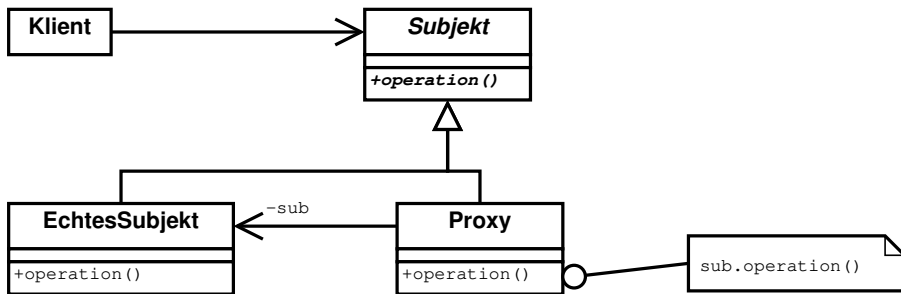 Klient
Subjekt
+operation()
EchtesSubjekt
-sub
Proxy
+operation()
+operation()
sub.operation()